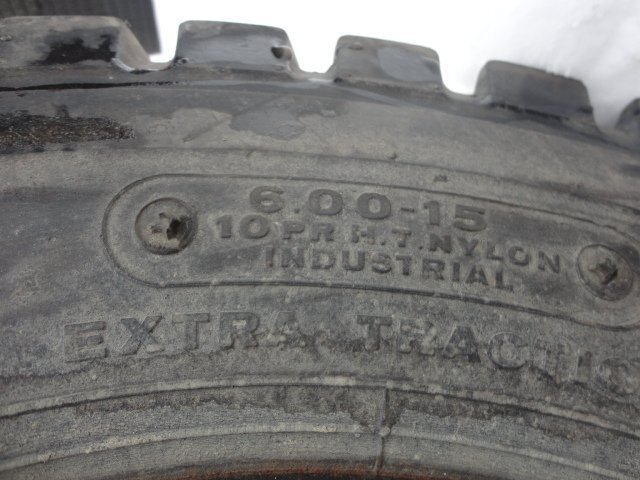 6.00-15
10 PR H.T. NYLON
INDUSTRIAL
EXTRA TRACTIO